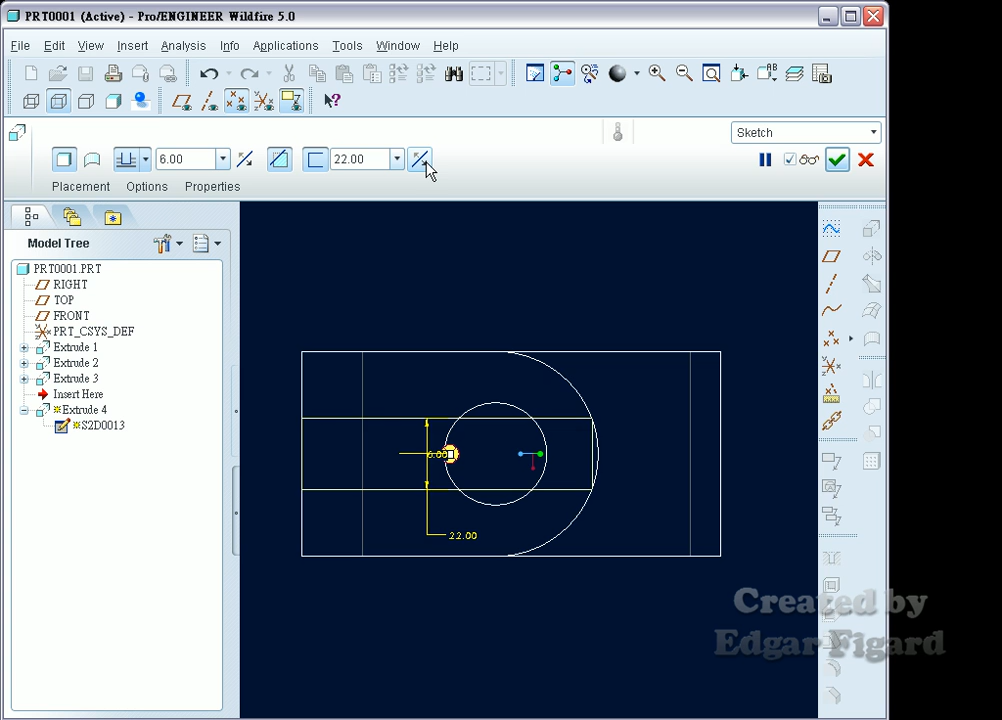 PRT0001 (Active) - Pro/ENGINEER Wildfire 5.0
File Edit View Insert Analysis Info Applications Tools Window Help
Sketch
6.00 22.00
Placement Options Properties
Model Tree
PRT0001.PRT
RIGHT
TOP
FRONT
PRT_CSYS_DEF
Extrude 1
Extrude 2
Extrude 3
Insert Here
Extrude 4
S2D0013
6.00
22.00
Created by
Edgar Figard